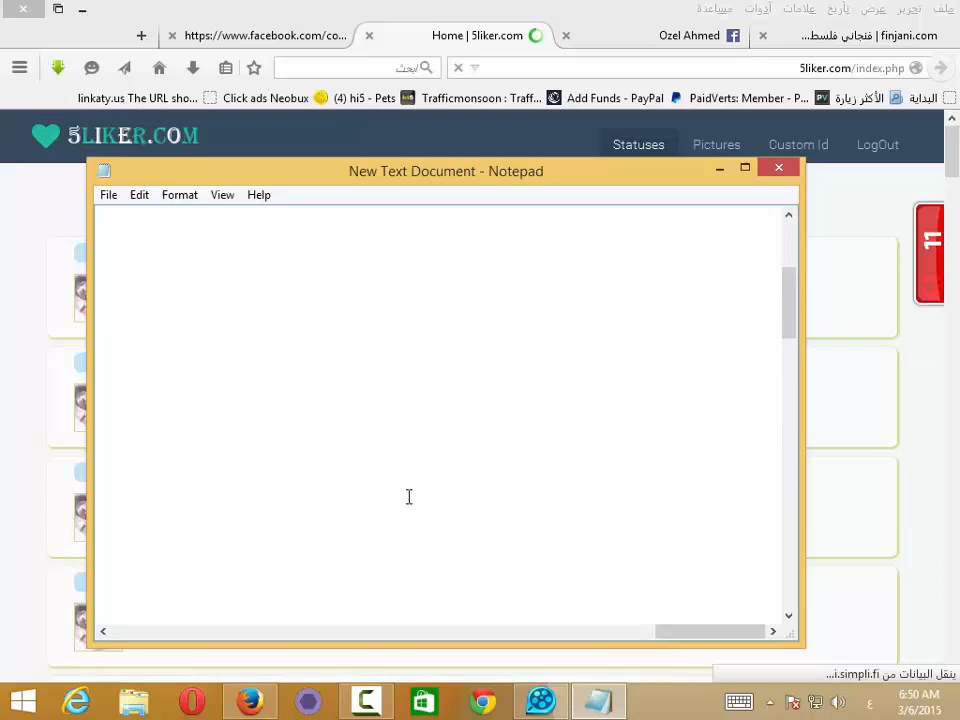 ملف تحرير عرض تأريخ علامات أدوات مساعدة
https://www.facebook.com/co...
Home | 5liker.com
Ozel Ahmed
فنجاني فلسط... | finjani.com
ابحث
5liker.com/index.php
linkaty.us The URL sho...
Click ads Neobux
(4) hi5 - Pets
Trafficmonsoon : Traff...
Add Funds - PayPal
PaidVerts: Member - P...
الأكثر زيارة
البداية
5LIKER.COM
Statuses
Pictures
Custom Id
LogOut
New Text Document - Notepad
File Edit Format View Help
11
ينقل البيانات من i.simpli.fi...
ع
6:50 AM
3/6/2015